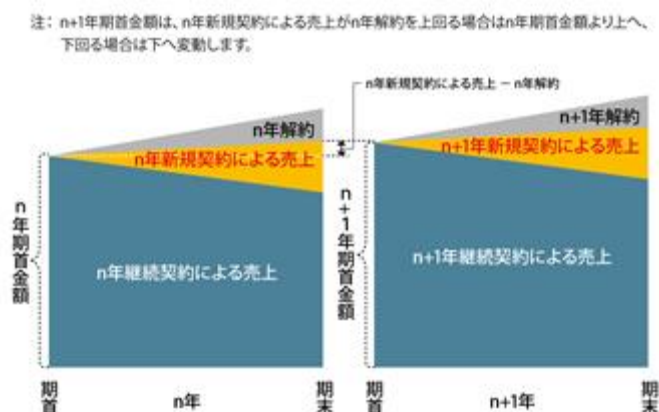 注: n+1年期首金額は、n年新規契約による売上がn年解約を上回る場合はn年期首金額より上へ、
下回る場合は下へ変動します。
n年新規契約による売上 － n年解約
n年解約
n年新規契約による売上
n年期首金額
n年継続契約による売上
n+1年解約
n+1年新規契約による売上
n+1年期首金額
n+1年継続契約による売上
期首
n年
期末
期首
n+1年
期末